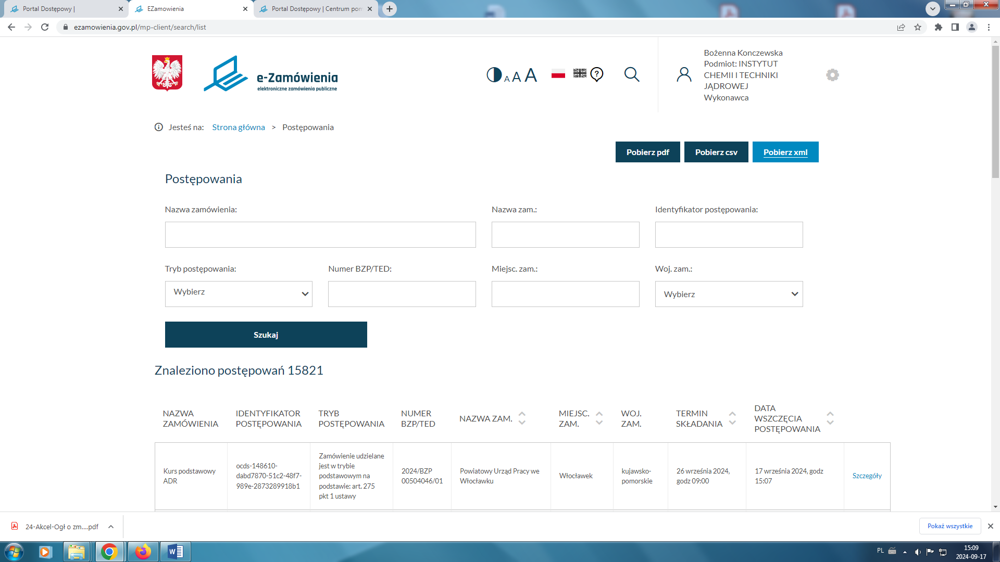 Portal Dostępowy |
EZamowienia
Portal Dostępowy | Centrum pom
ezamowienia.gov.pl/mp-client/search/list
e-Zamówienia
elektroniczne zamówienia publiczne
A A A
?
Bożenna Konczewska
Podmiot: INSTYTUT
CHEMII I TECHNIKI
JĄDROWEJ
Wykonawca
Jesteś na: Strona główna > Postępowania
Pobierz pdf
Pobierz csv
Pobierz xml
Postępowania
Nazwa zamówienia:
Nazwa zam.:
Identyfikator postępowania:
Tryb postępowania:
Numer BZP/TED:
Miejsc. zam.:
Woj. zam.:
Wybierz
Wybierz
Szukaj
Znaleziono postępowań 15821
NAZWA
ZAMÓWIENIA
IDENTYFIKATOR
POSTĘPOWANIA
TRYB
POSTĘPOWANIA
NUMER
BZP/TED
NAZWA ZAM.
MIEJSC.
ZAM.
WOJ.
ZAM.
TERMIN
SKŁADANIA
DATA
WSZCZĘCIA
POSTĘPOWANIA
Kurs podstawowy
ADR
ocds-148610-
dabd7870-51c2-48f7-
989e-2873289918b1
Zamówienie udzielane
jest w trybie
podstawowym na
podstawie: art. 275
pkt 1 ustawy
2024/BZP
00504046/01
Powiatowy Urząd Pracy we
Włocławku
Włocławek
kujawsko-
pomorskie
26 września 2024,
godz 09:00
17 września 2024, godz
15:07
Szczegóły
24-Akcel-Ogł o zm....pdf
Pokaż wszystkie
PL
15:09
2024-09-17